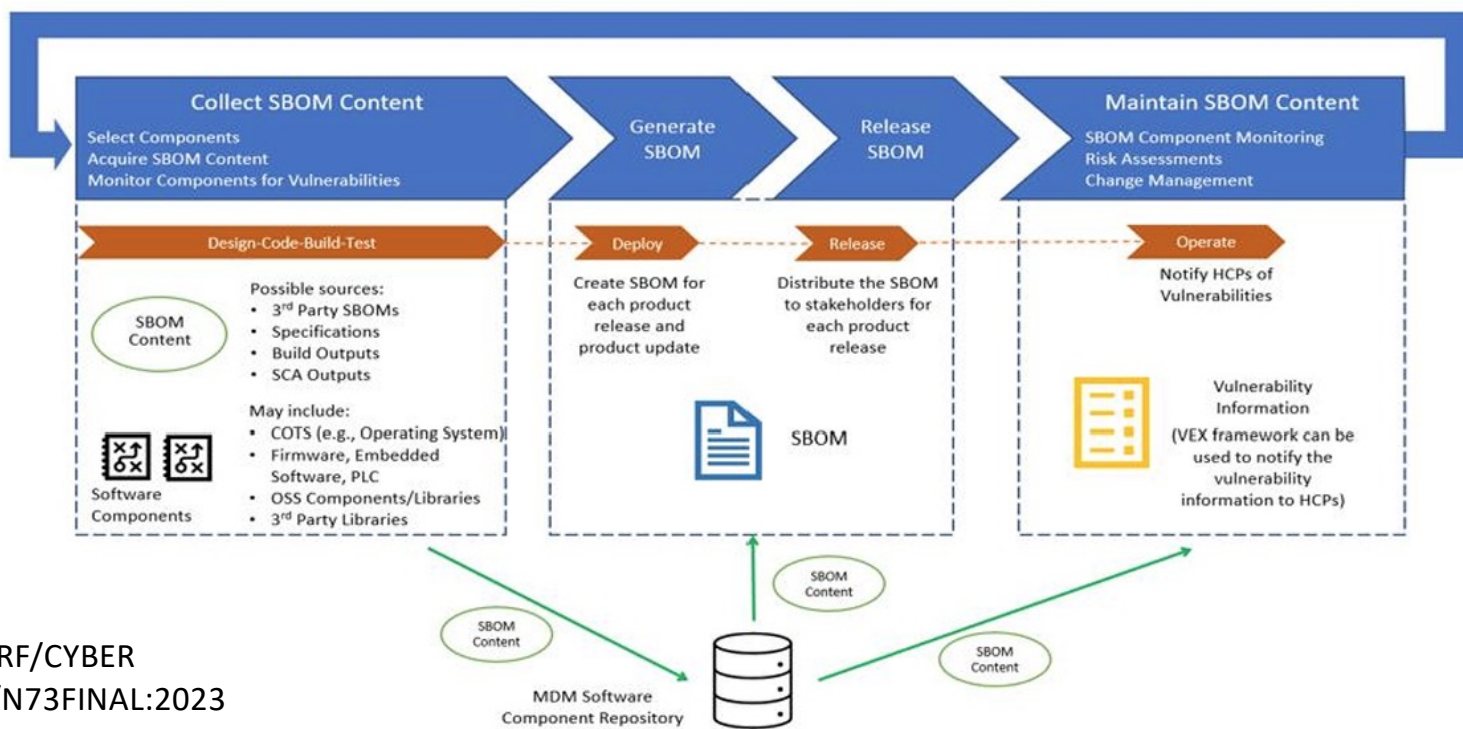 Collect SBOM Content
Select Components
Acquire SBOM Content
Monitor Components for Vulnerabilities
Generate
SBOM
Release
SBOM
Maintain SBOM Content
SBOM Component Monitoring
Risk Assessments
Change Management
Design-Code-Build-Test
Deploy
Release
Operate
SBOM
Content
Possible sources:
• 3rd Party SBOMs
• Specifications
• Build Outputs
• SCA Outputs
Software
Components
May include:
• COTS (e.g., Operating System)
• Firmware, Embedded
Software, PLC
• OSS Components/Libraries
• 3rd Party Libraries
Create SBOM for
each product
release and
product update
Distribute the SBOM
to stakeholders for
each product
release
SBOM
Notify HCPs of
Vulnerabilities
Vulnerability
Information
(VEX framework can be
used to notify the
vulnerability
information to HCPs)
SBOM
Content
SBOM
Content
SBOM
Content
MDM Software
Component Repository
RF/CYBER
/N73FINAL:2023